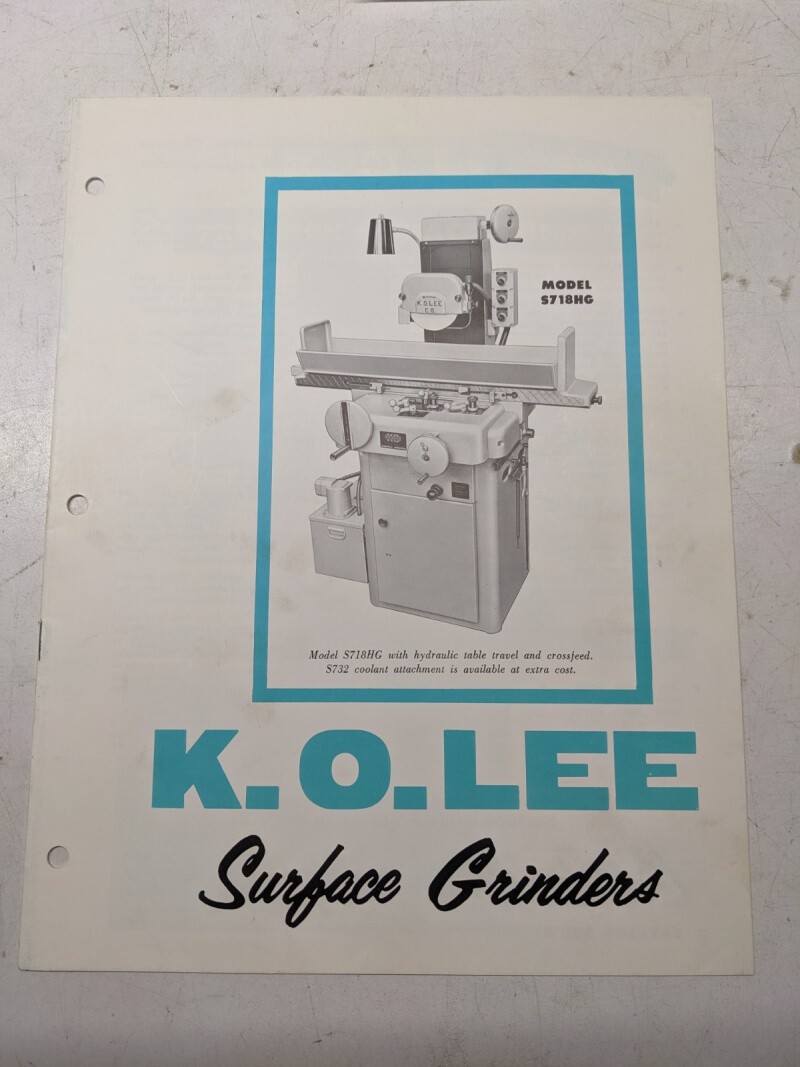 K.O.LEE
CO.
MODEL
S718HG
Model S718HG with hydraulic table travel and crossfeed.
S732 coolant attachment is available at extra cost.
K.O.LEE
Surface Grinders